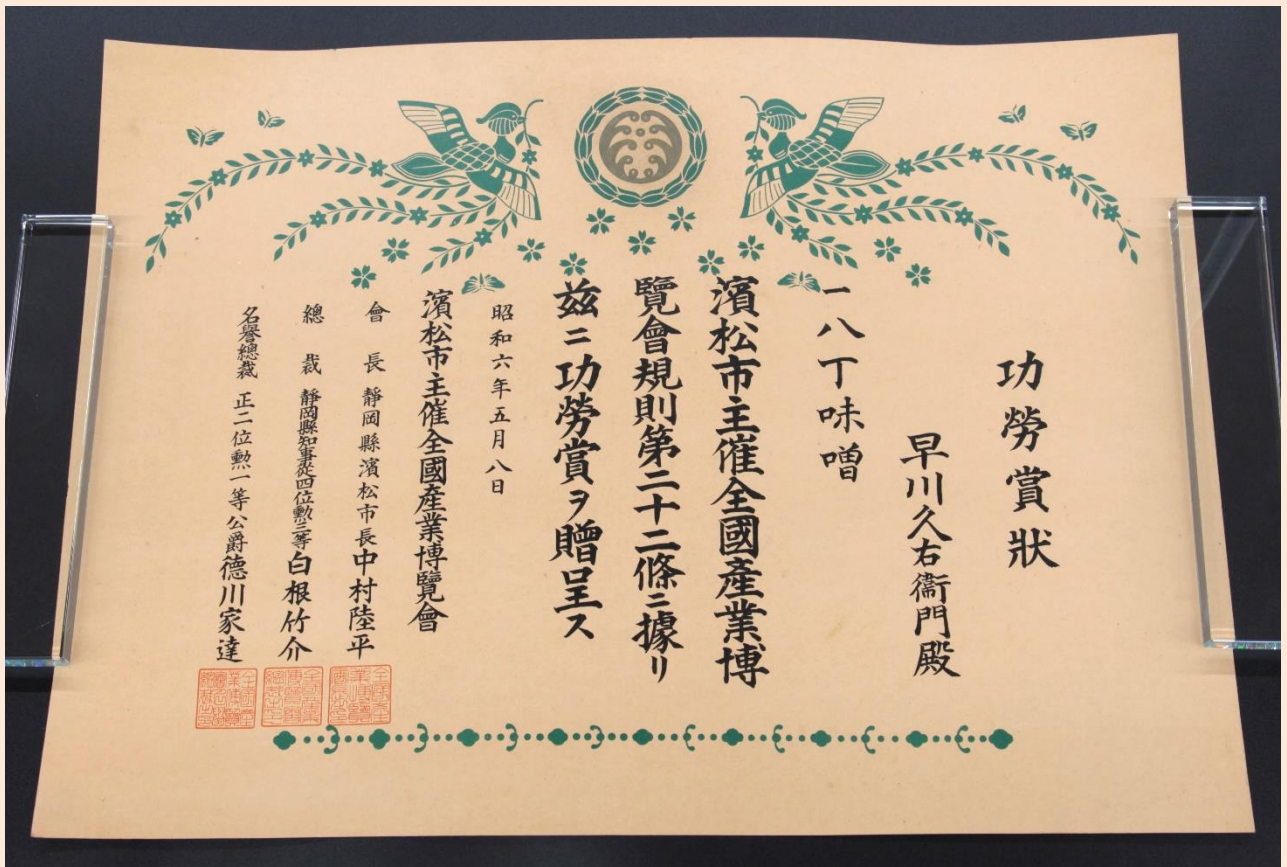 功勞賞狀
早川久右衞門殿
一八丁味噌
濱松市主催全國產業博
覽會規則第二十二條ニ據リ
茲ニ功勞賞ヲ贈呈ス
昭和六年五月八日
濱松市主催全國產業博覽會
會長 靜岡縣濱松市長 中村陸平
總裁 靜岡縣知事從四位勲三等 白根竹介
名譽總裁 正二位勲一等公爵 德川家達